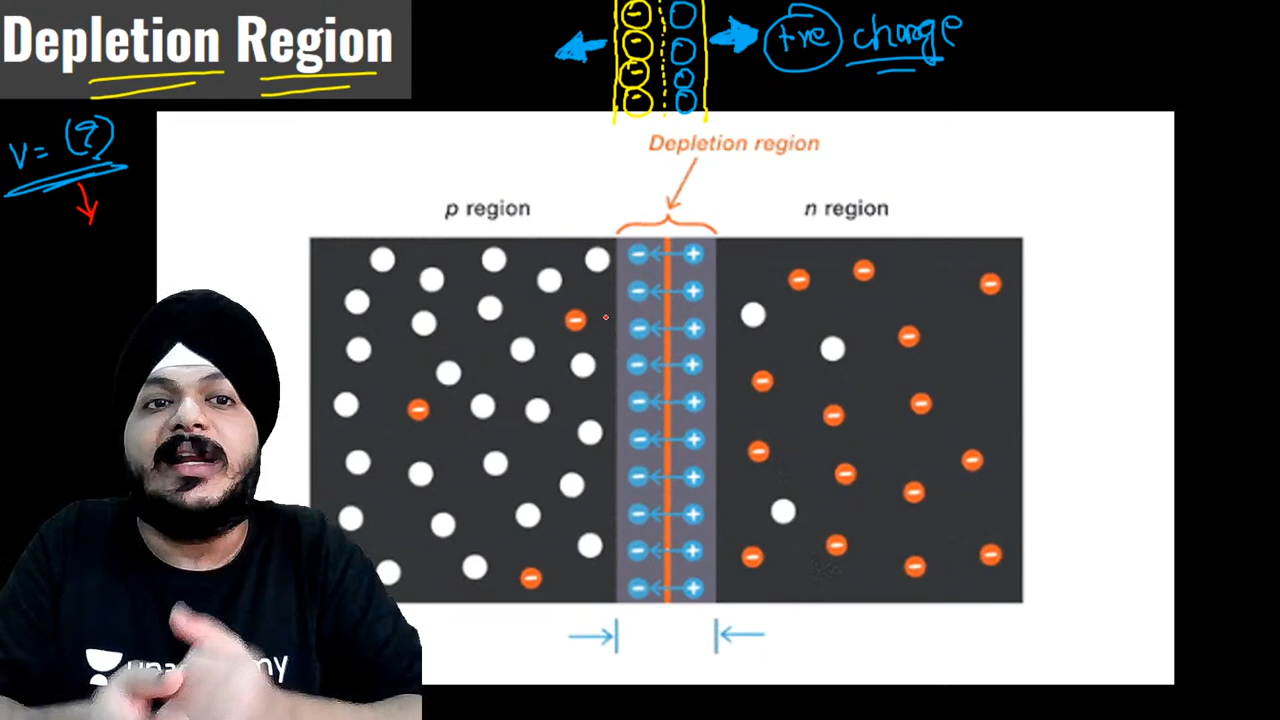 Depletion Region
+ve charge
V = (q)
Depletion region
p region
n region